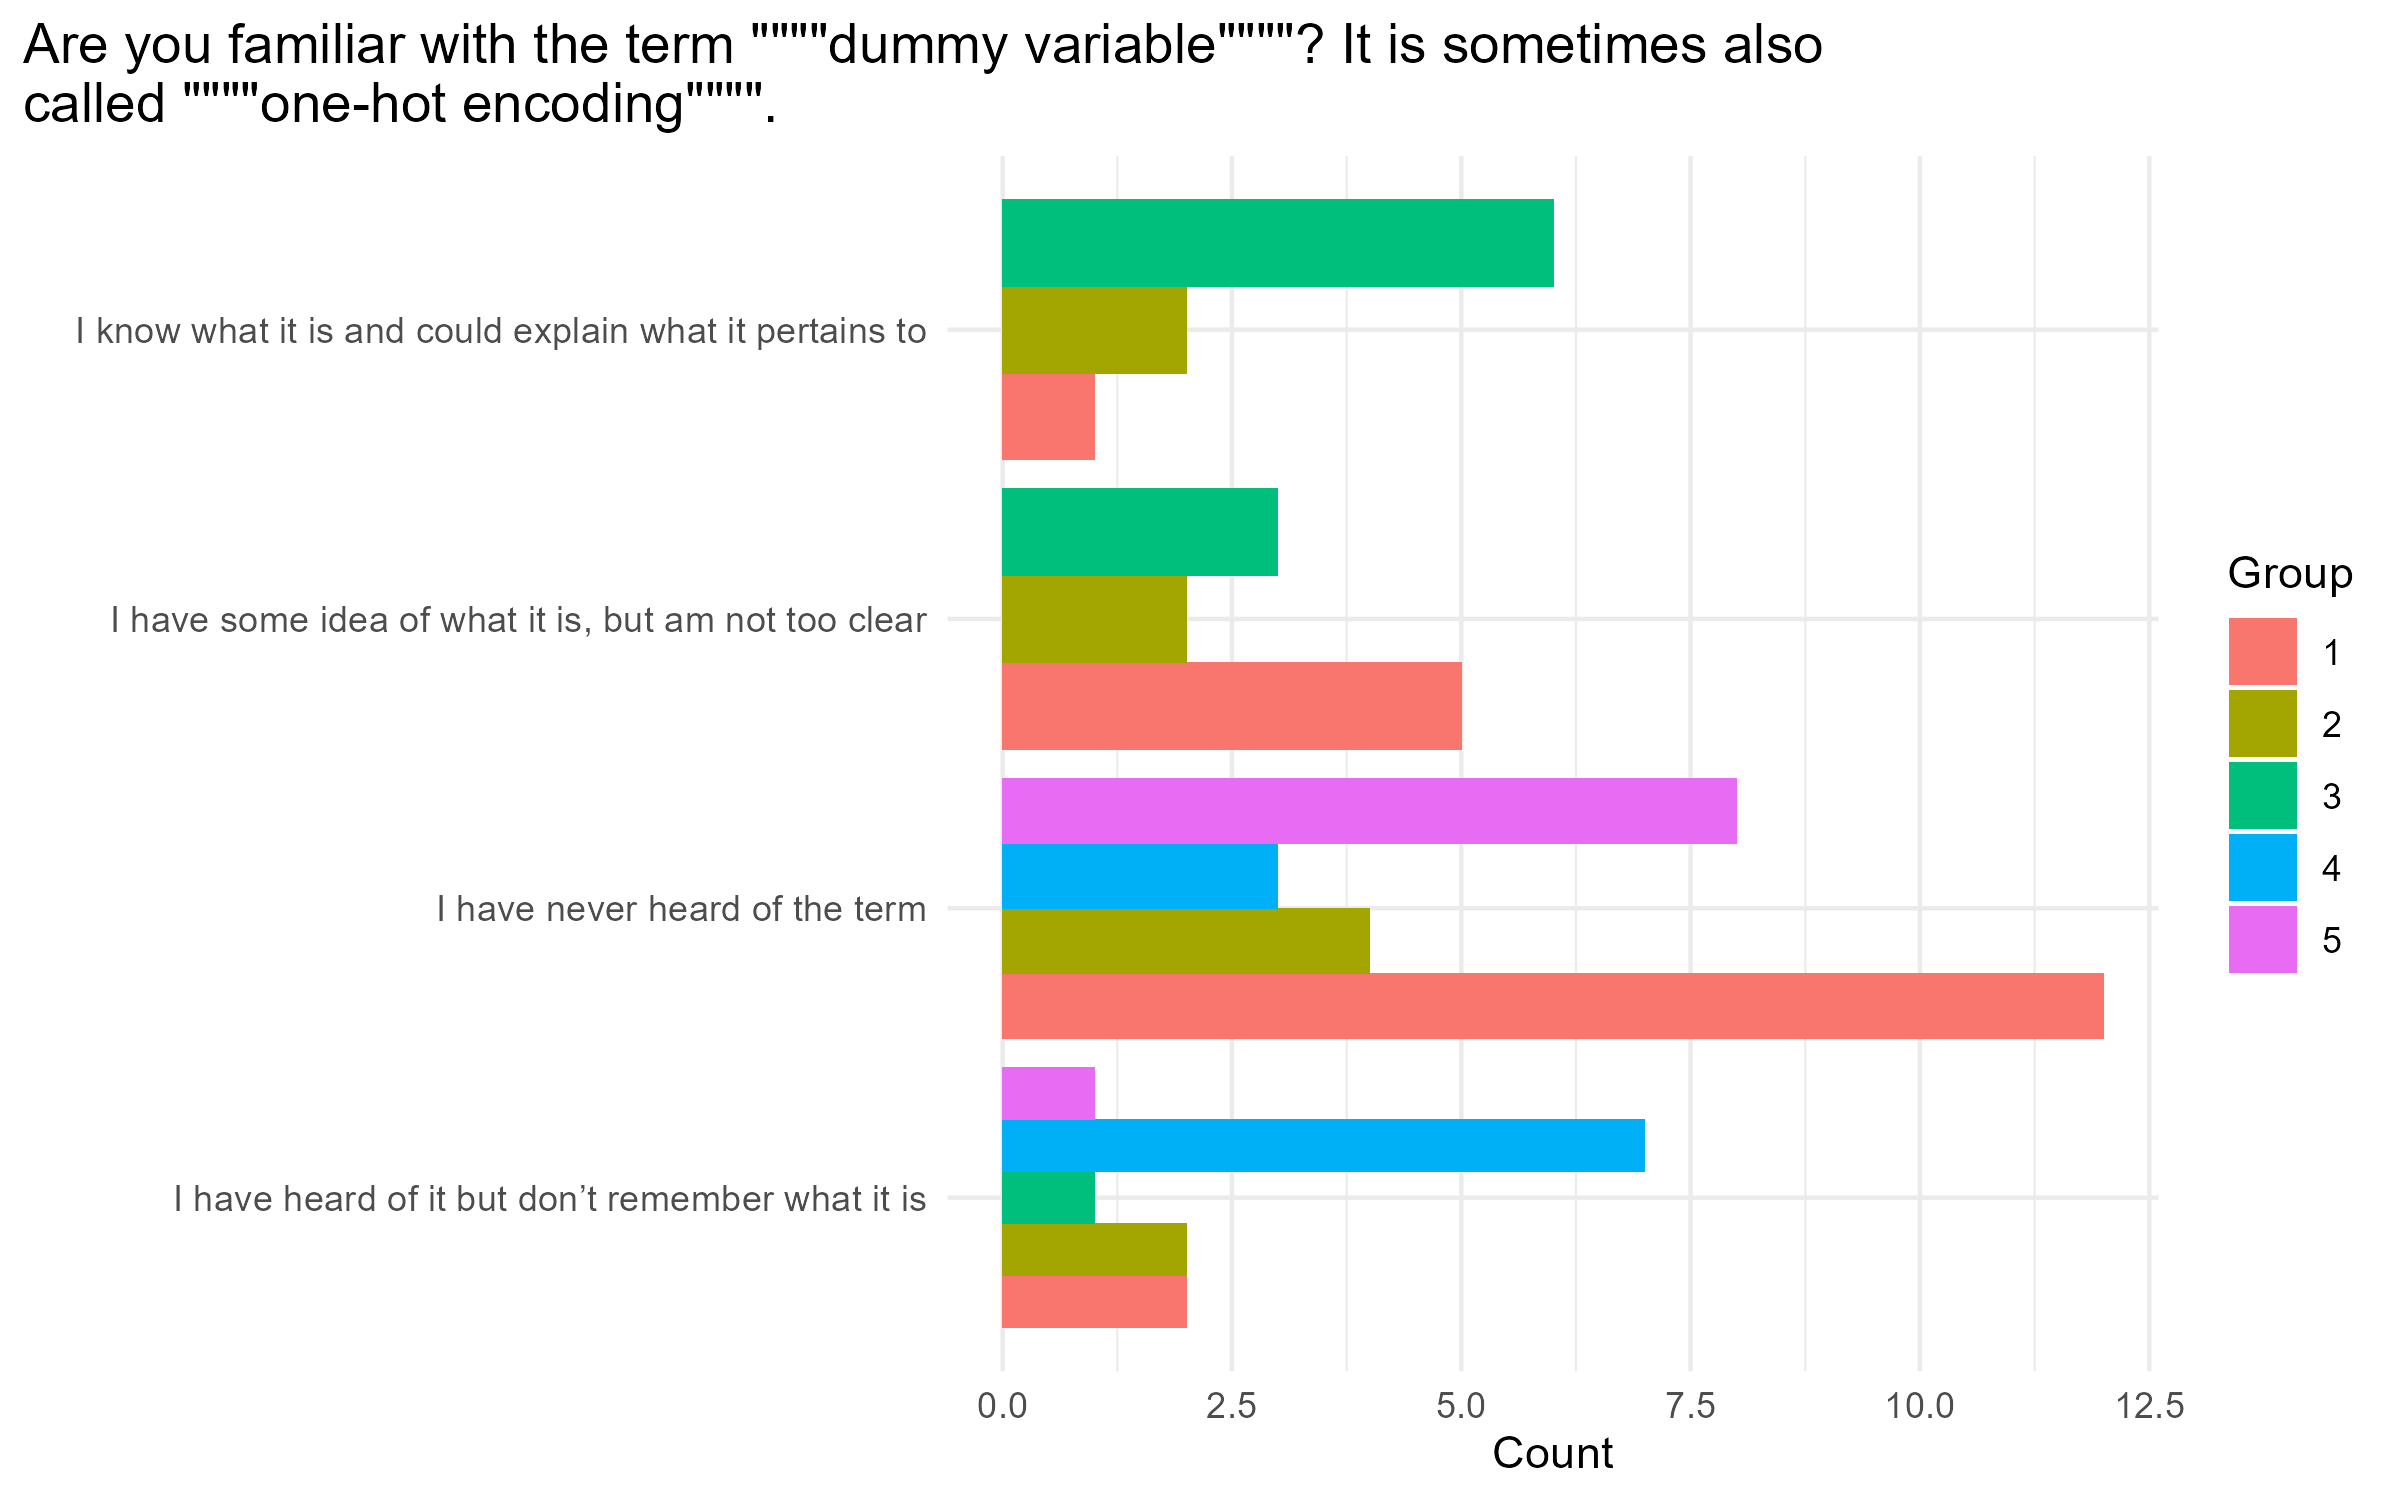 Are you familiar with the term """"dummy variable""""? It is sometimes also
called """"one-hot encoding"""".
I know what it is and could explain what it pertains to
I have some idea of what it is, but am not too clear
I have never heard of the term
I have heard of it but don’t remember what it is
0.0 2.5 5.0 7.5 10.0 12.5
Count
Group
1
2
3
4
5